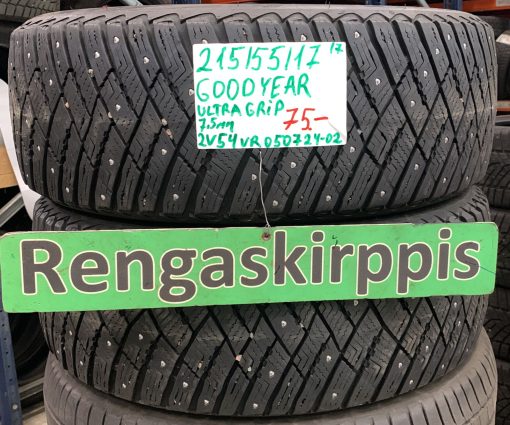 215/55/17 17
GOODYEAR
ULTRA GRIP 75,-
7,5mm
2V54VR050724-02
Rengaskirppis